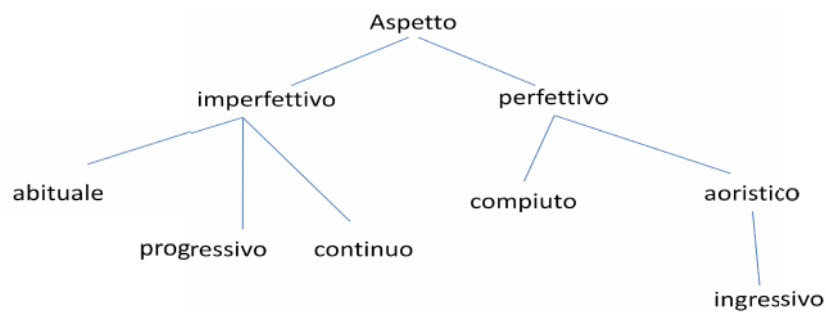 Aspetto
imperfettivo
perfettivo
abituale
compiuto
aoristico
progressivo
continuo
ingressivo